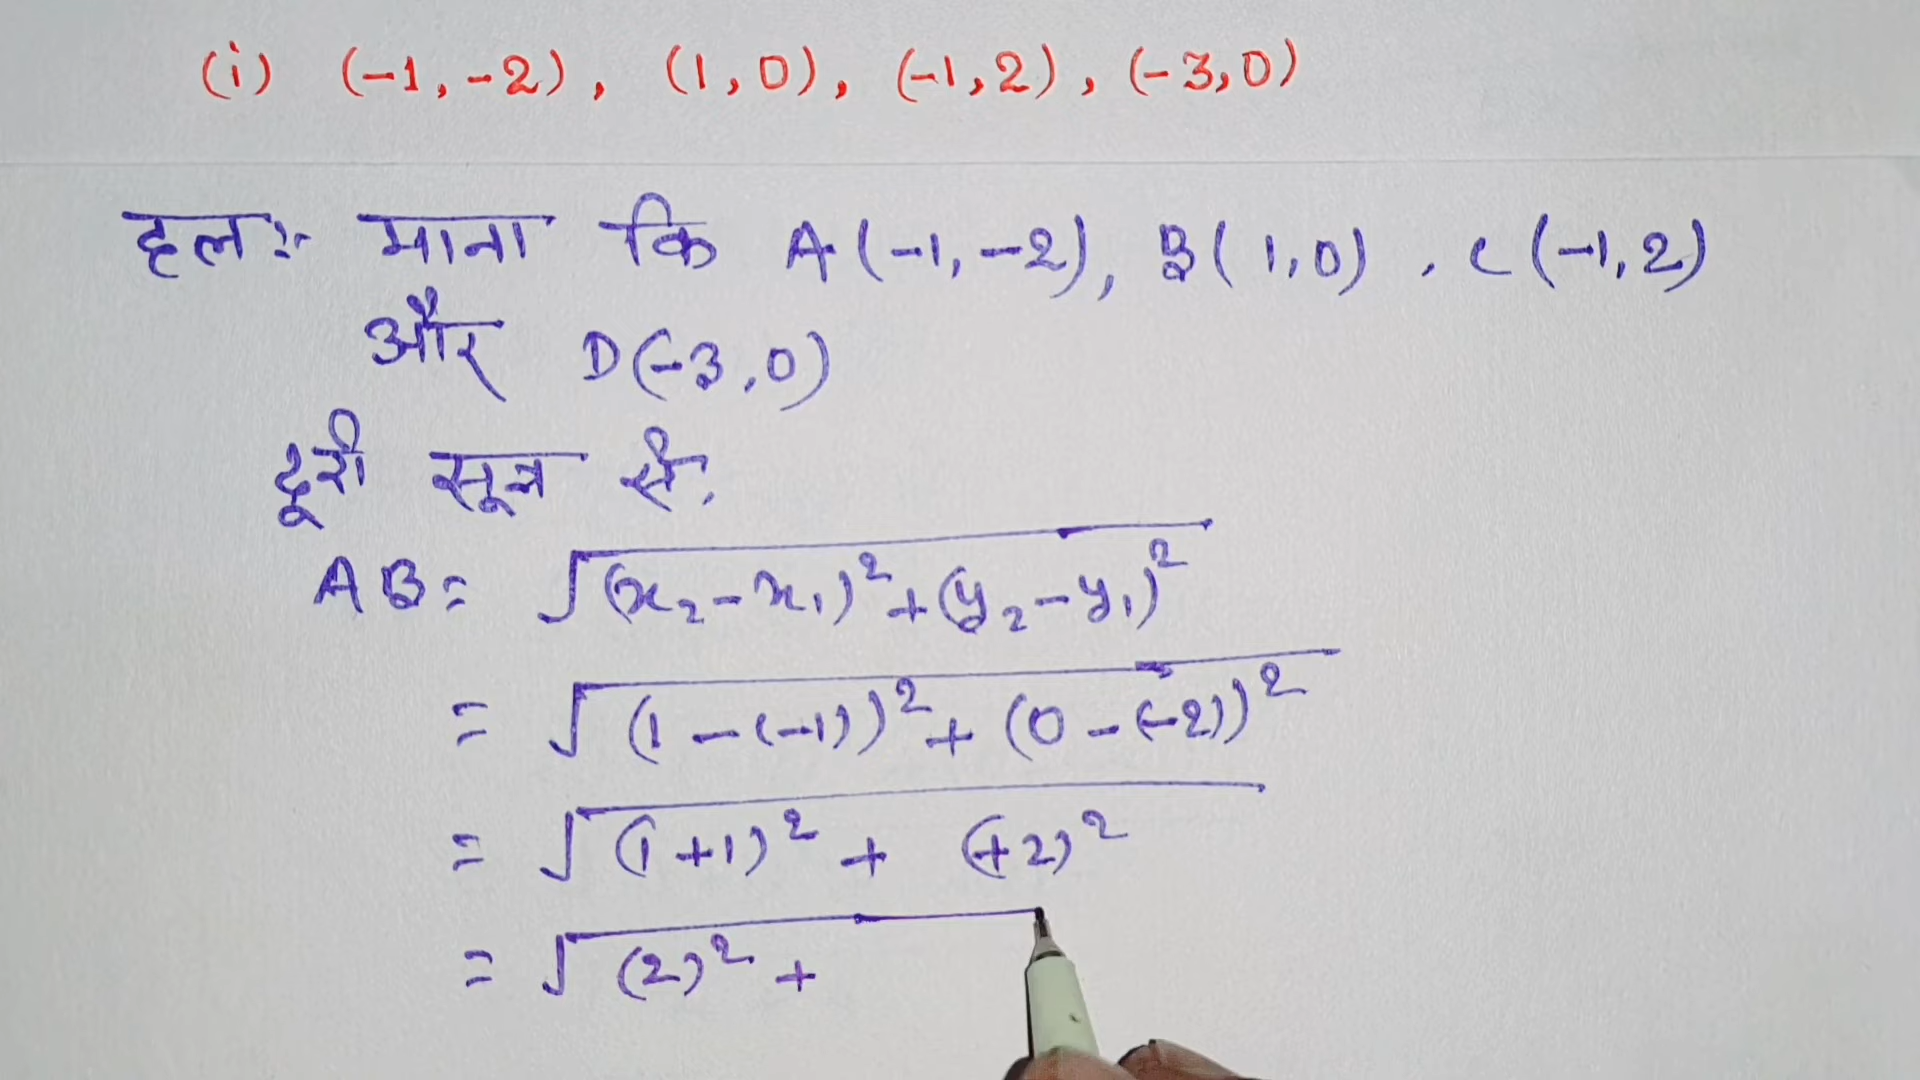 (i) (-1,-2), (1,0), (-1,2), (-3,0)
हलः- माना कि A(-1,-2), B(1,0), C(-1,2)
और D(-3,0)
दूरी सूत्र से,
AB = √(x₂-x₁)²+(y₂-y₁)²
= √(1-(-1))²+(0-(-2))²
= √(1+1)² + (+2)²
= √(2)² +